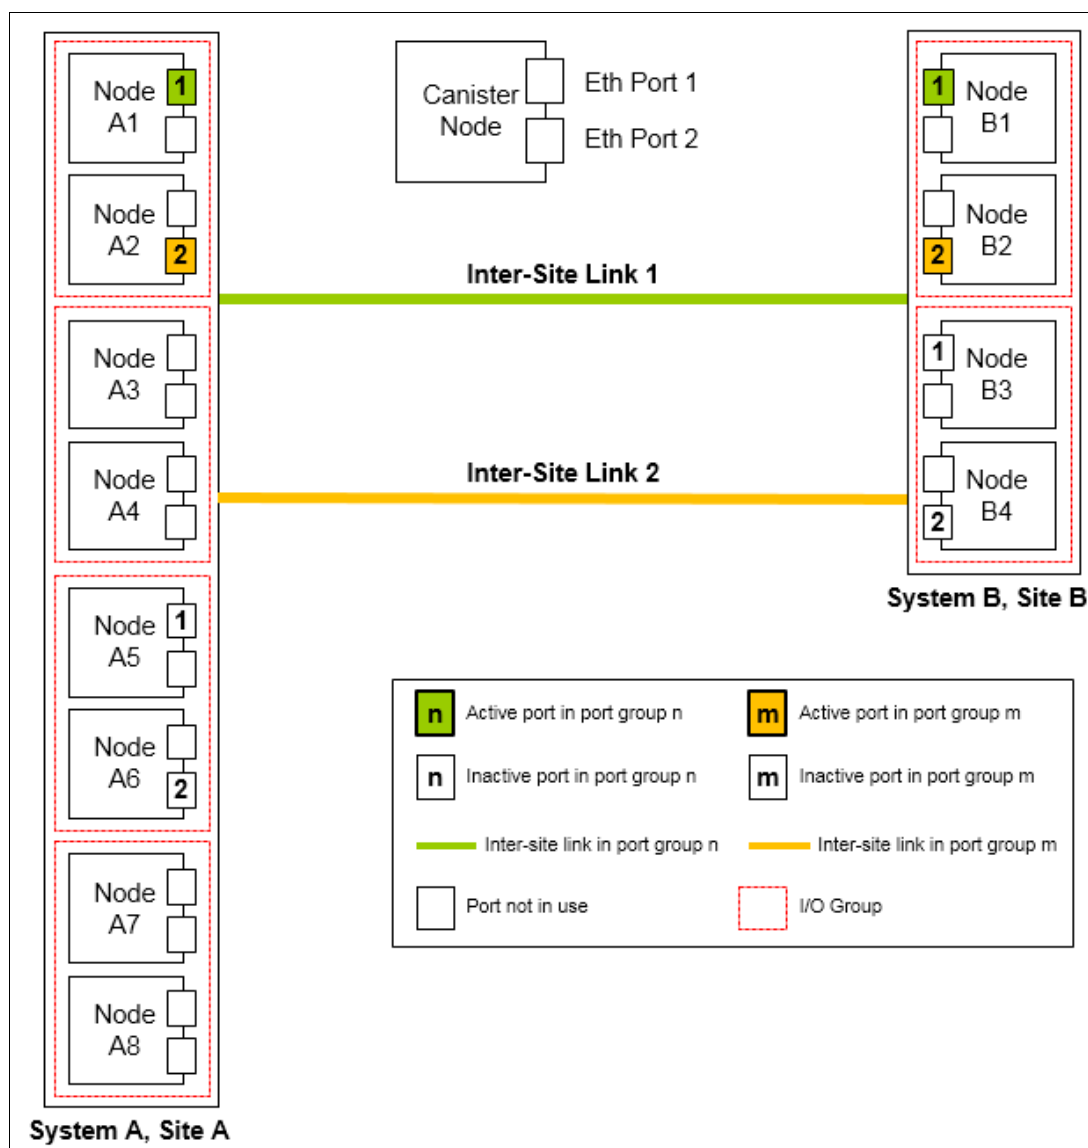 Node
A1
1
Node
A2
2
Node
A3
Node
A4
Node
A5
1
Node
A6
2
Node
A7
Node
A8
System A, Site A
Canister
Node
Eth Port 1
Eth Port 2
Inter-Site Link 1
Inter-Site Link 2
1
Node
B1
Node
B2
2
1
Node
B3
Node
B4
2
System B, Site B
n
Active port in port group n
m
Active port in port group m
n
Inactive port in port group n
m
Inactive port in port group m
Inter-site link in port group n
Inter-site link in port group m
Port not in use
I/O Group